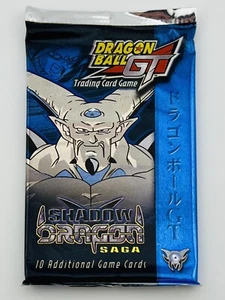 DRAGON
BALL GT
Trading Card Game
ドラゴンボールGT
SHADOW
DRAGON
SAGA
10 Additional Game Cards